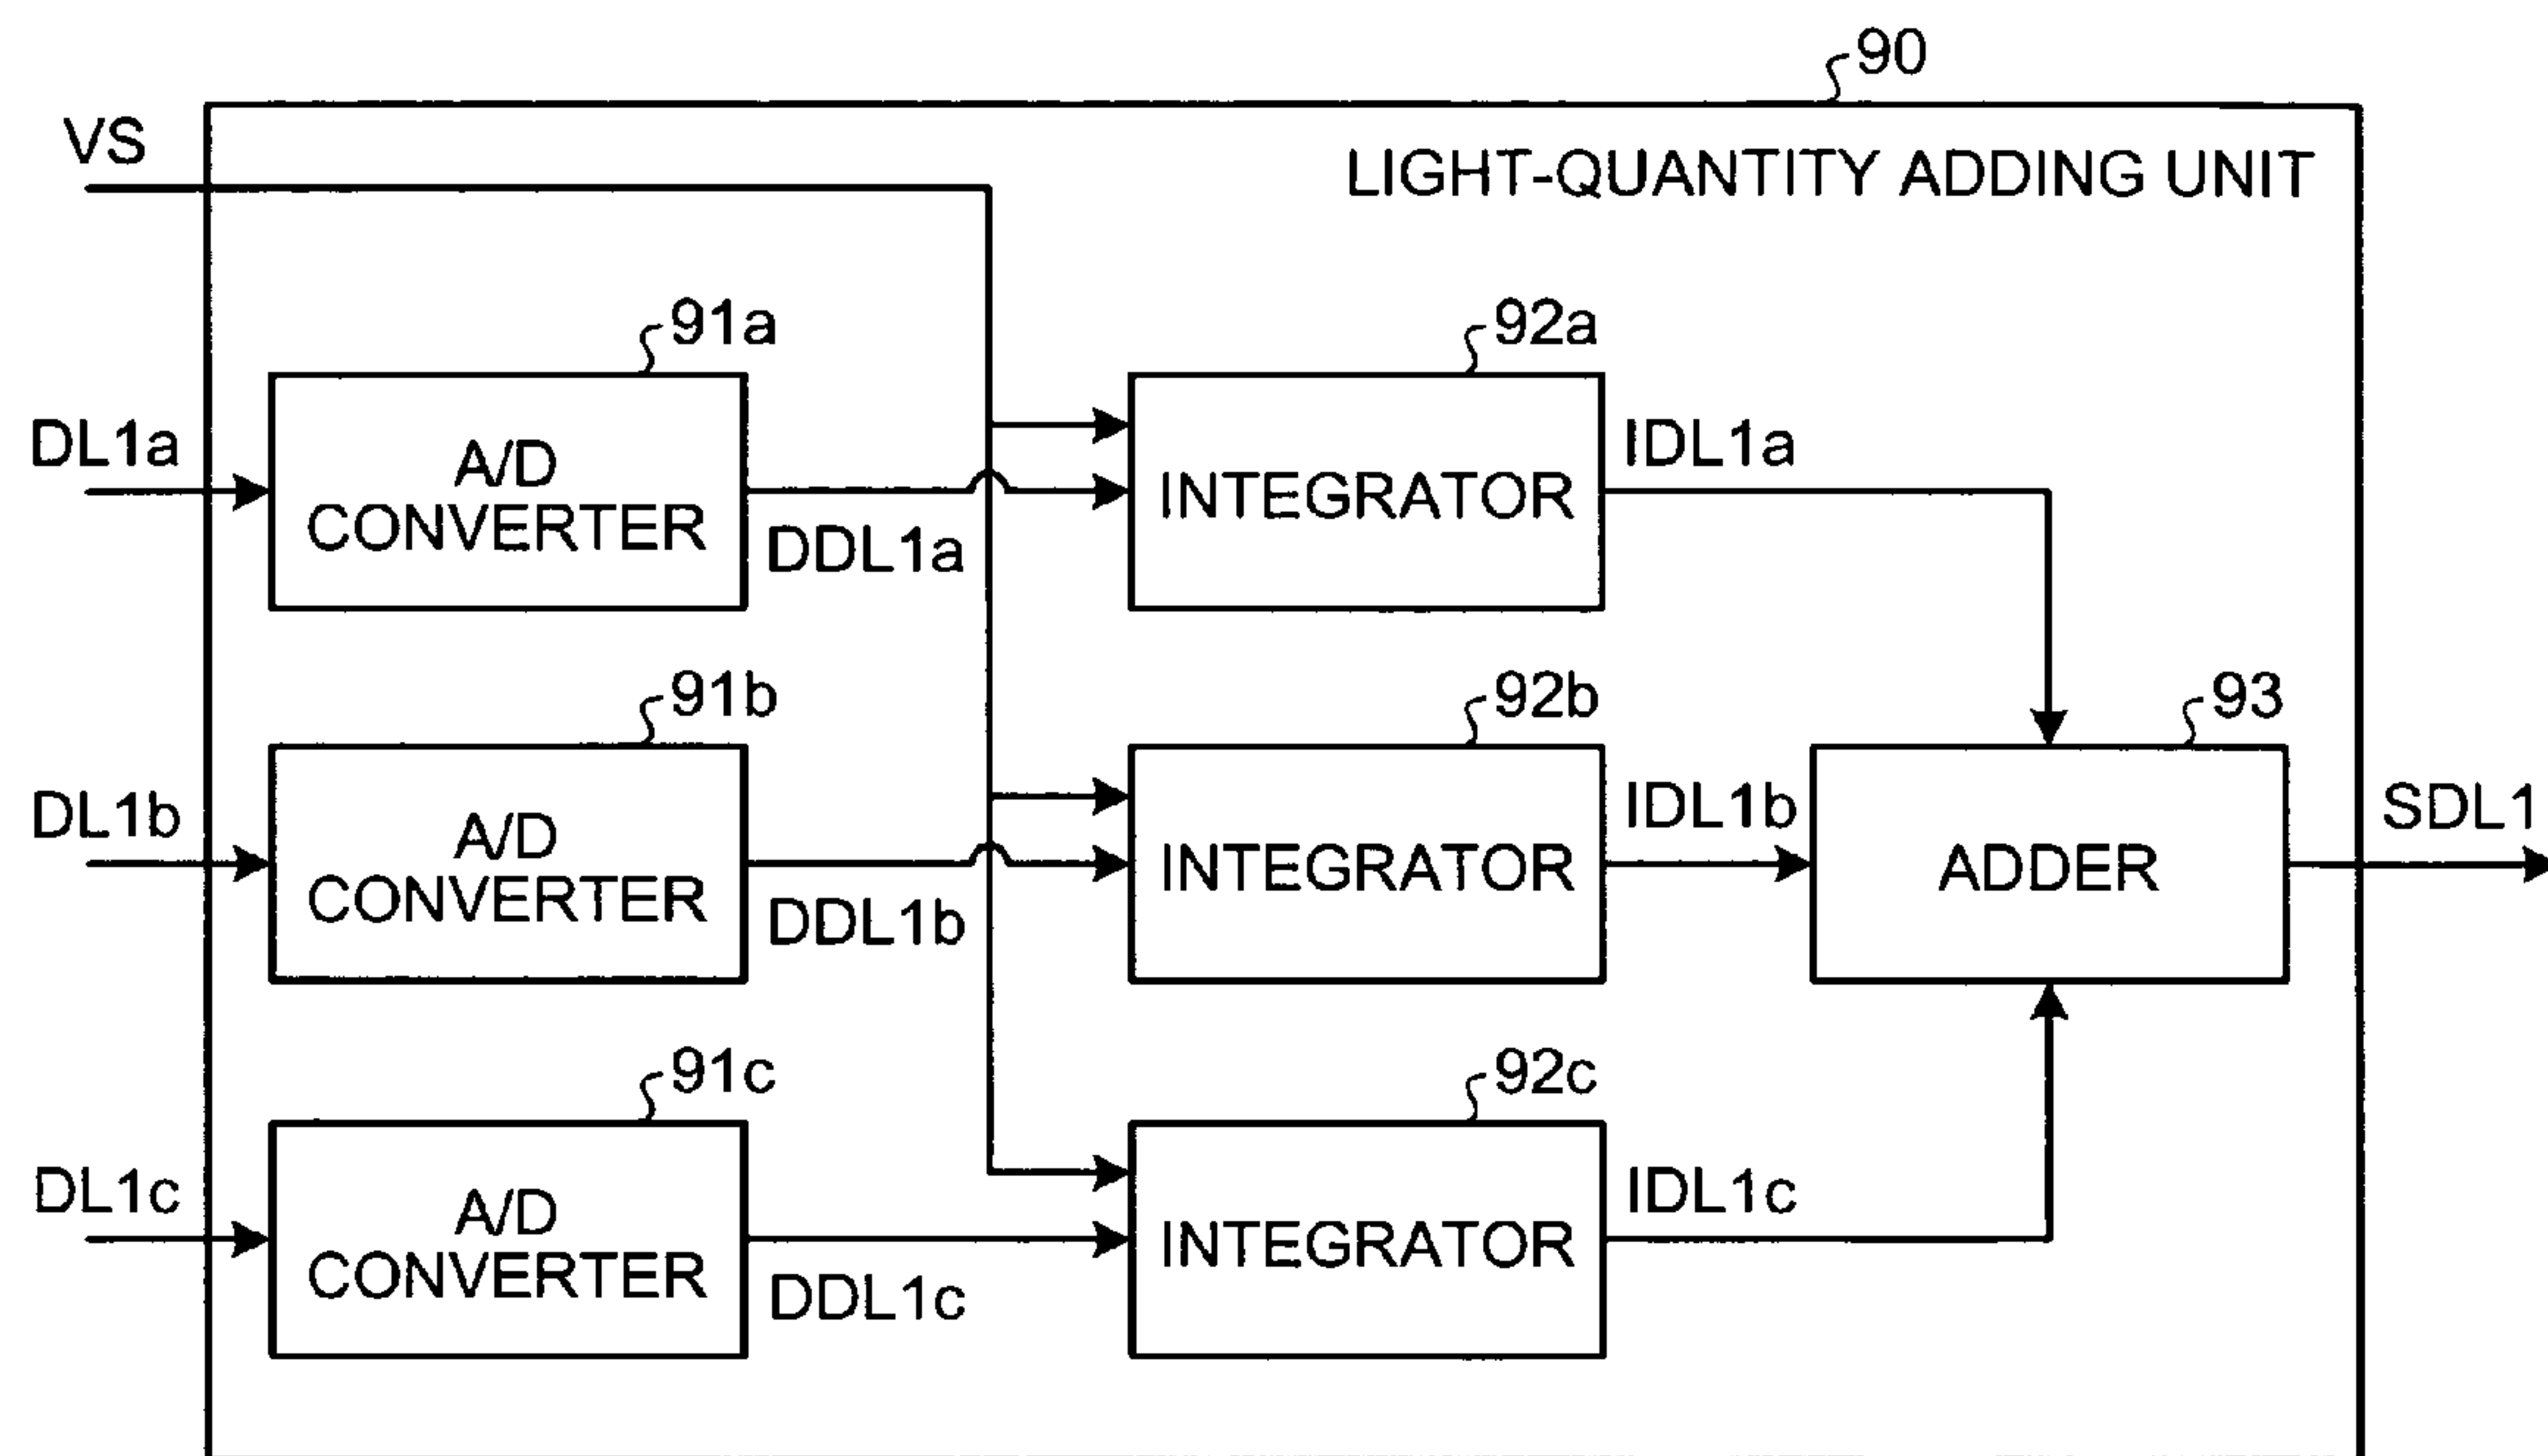 90
VS
LIGHT-QUANTITY ADDING UNIT
91a
92a
DL1a
A/D
CONVERTER
DDL1a
INTEGRATOR
IDL1a
91b
92b
93
DL1b
A/D
CONVERTER
DDL1b
INTEGRATOR
IDL1b
ADDER
SDL1
91c
92c
DL1c
A/D
CONVERTER
DDL1c
INTEGRATOR
IDL1c